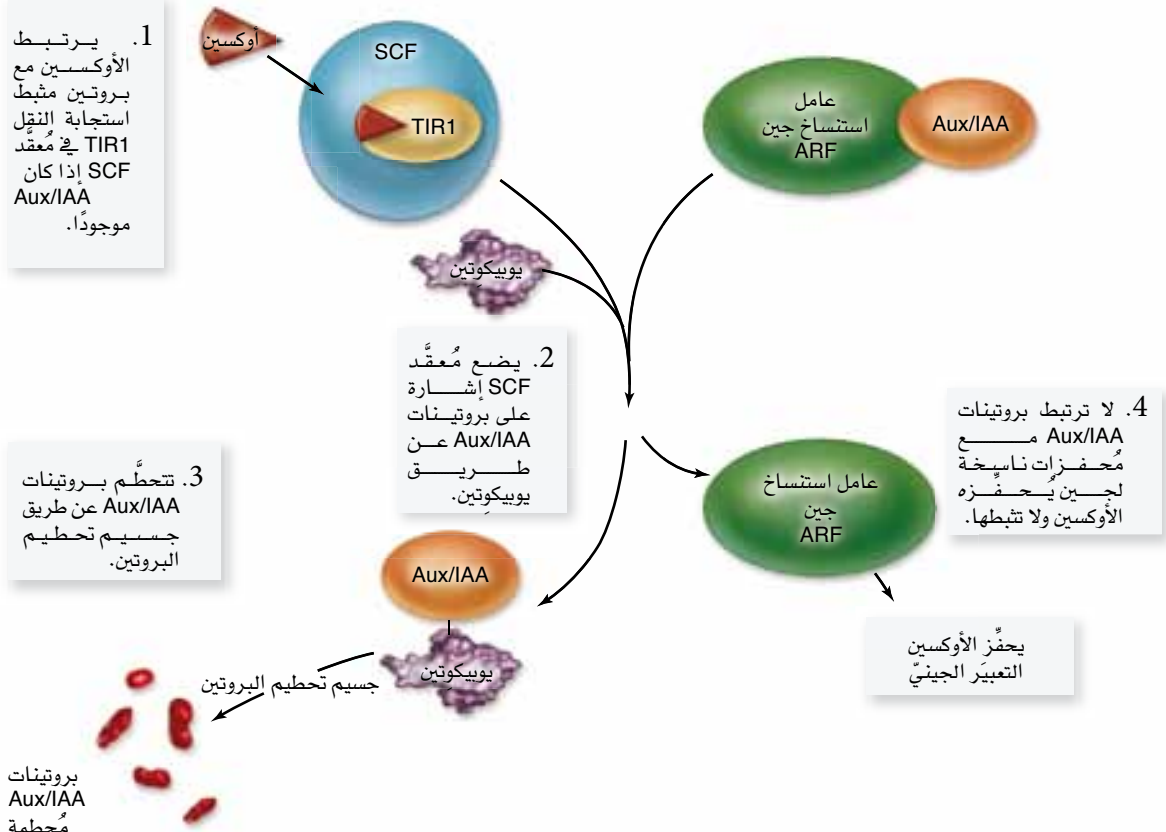 1. يرتبط
الأوكسين مع
بروتين مثبط
استجابة النقل
TIR1 في مُعقَّد
SCF إذا كان
Aux/IAA
موجودًا.
أوكسين
SCF
TIR1
عامل
استنساخ جين
ARF
Aux/IAA
يوبيكوتين
2. يضع مُعقَّد
SCF إشارة
على بروتينات
Aux/IAA عن
طريق
يوبيكوتين.
3. تتحطَّم بروتينات
Aux/IAA عن طريق
جسيم تحطيم
البروتين.
4. لا ترتبط بروتينات
Aux/IAA مع
مُحفزات ناسخة
لجين يُحفِّزه
الأوكسين ولا تثبطها.
عامل استنساخ
جين
ARF
Aux/IAA
يوبيكوتين
يحفِّز الأوكسين
التعبيَر الجينيّ
جسيم تحطيم البروتين
بروتينات
Aux/IAA
مُحطمة